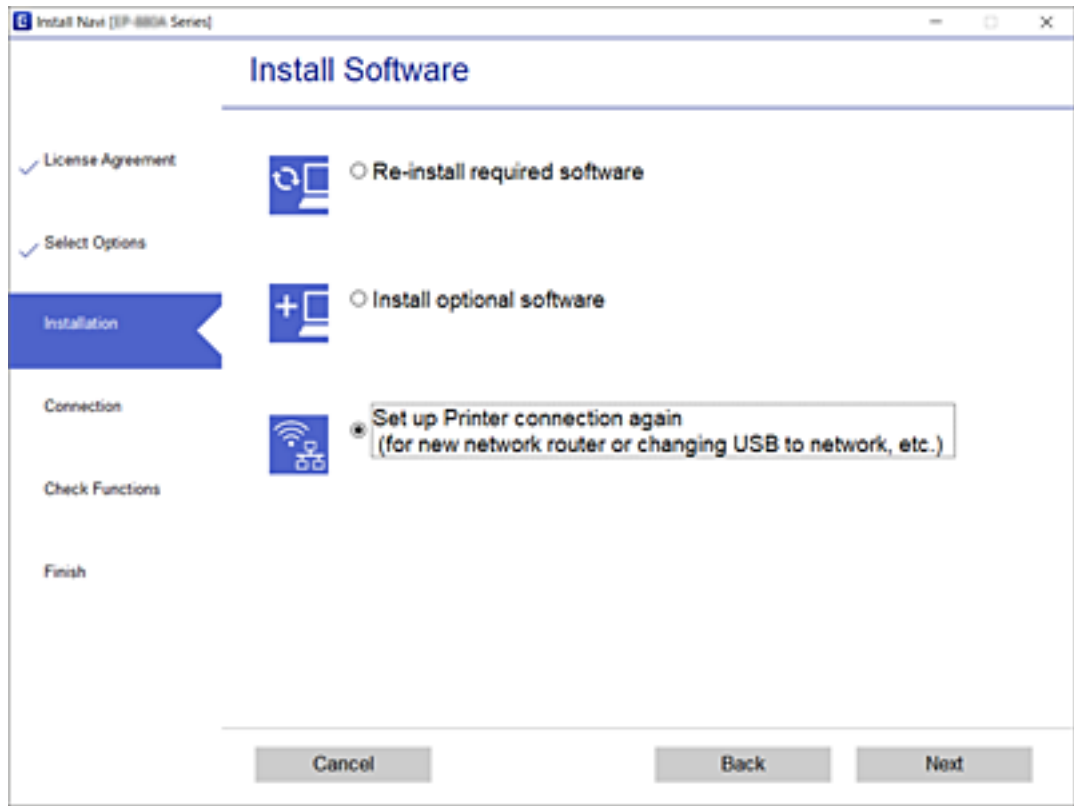 Install Navi [EP-880A Series]
Install Software
License Agreement
Select Options
Installation
Connection
Check Functions
Finish
Re-install required software
Install optional software
Set up Printer connection again
(for new network router or changing USB to network, etc.)
Cancel
Back
Next